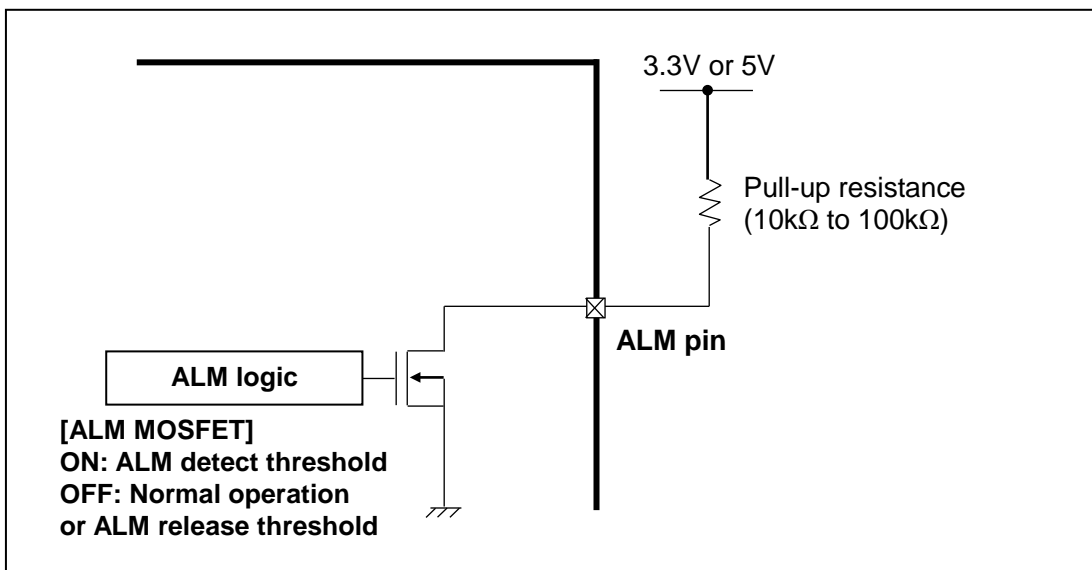 3.3V or 5V
Pull-up resistance
(10kΩ to 100kΩ)
ALM pin
ALM logic
[ALM MOSFET]
ON: ALM detect threshold
OFF: Normal operation
or ALM release threshold